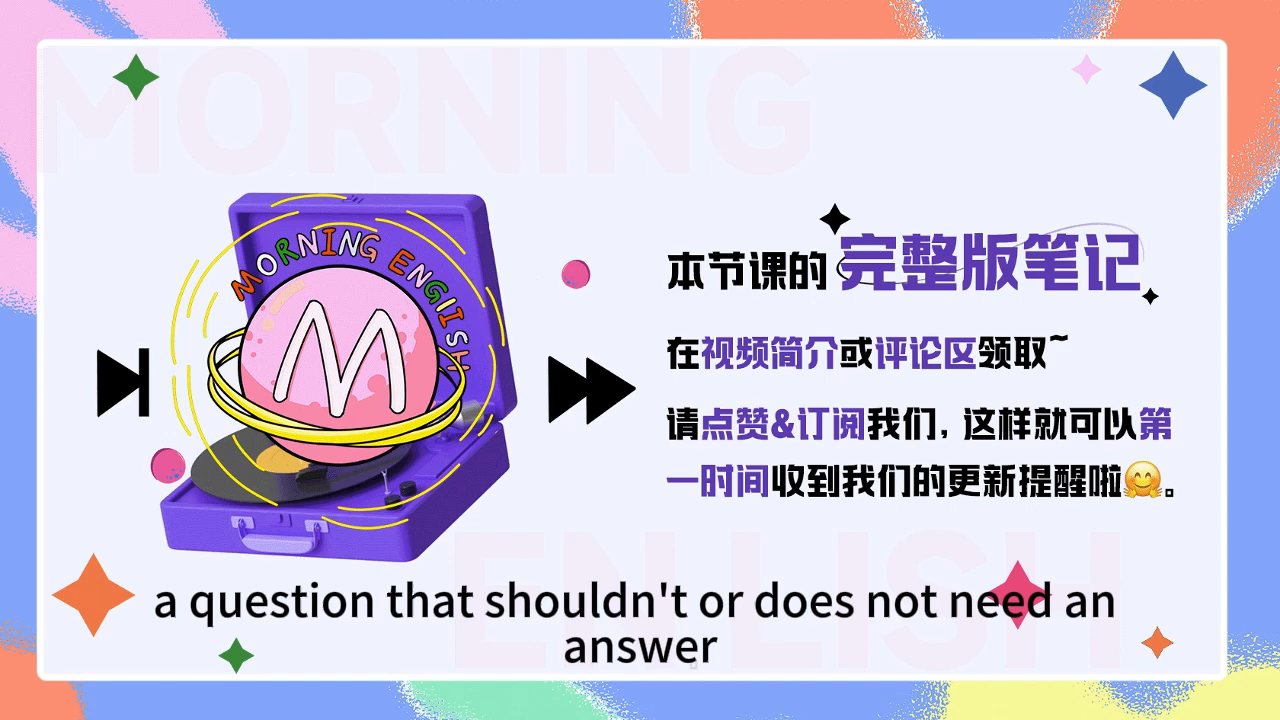 MORNING
MORNING ENGlISH
M
本节课的 完整版笔记
在视频简介或评论区领取~
请点赞&订阅我们, 这样就可以第
一时间收到我们的更新提醒啦🤗。
a question that shouldn't or does not need an
answer